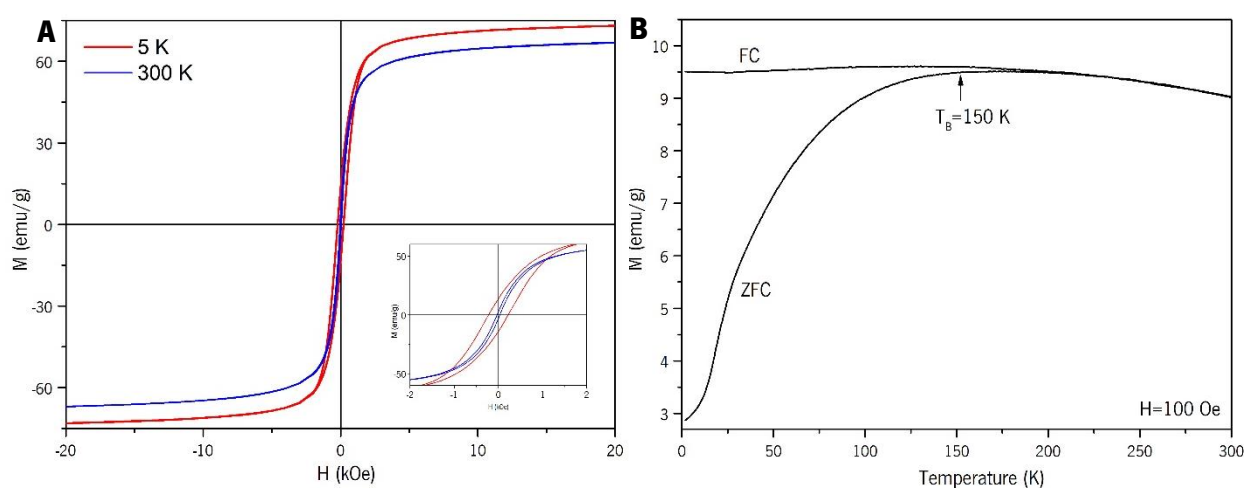 A
5 K
300 K
M (emu/g)
60
30
0
-30
-60
-20
-10
0
10
20
H (kOe)
M (emu/g)
50
0
-50
-2
-1
0
1
2
H (kOe)
B
FC
T_B=150 K
ZFC
H=100 Oe
M (emu/g)
10
9
8
7
6
5
4
3
0
50
100
150
200
250
300
Temperature (K)